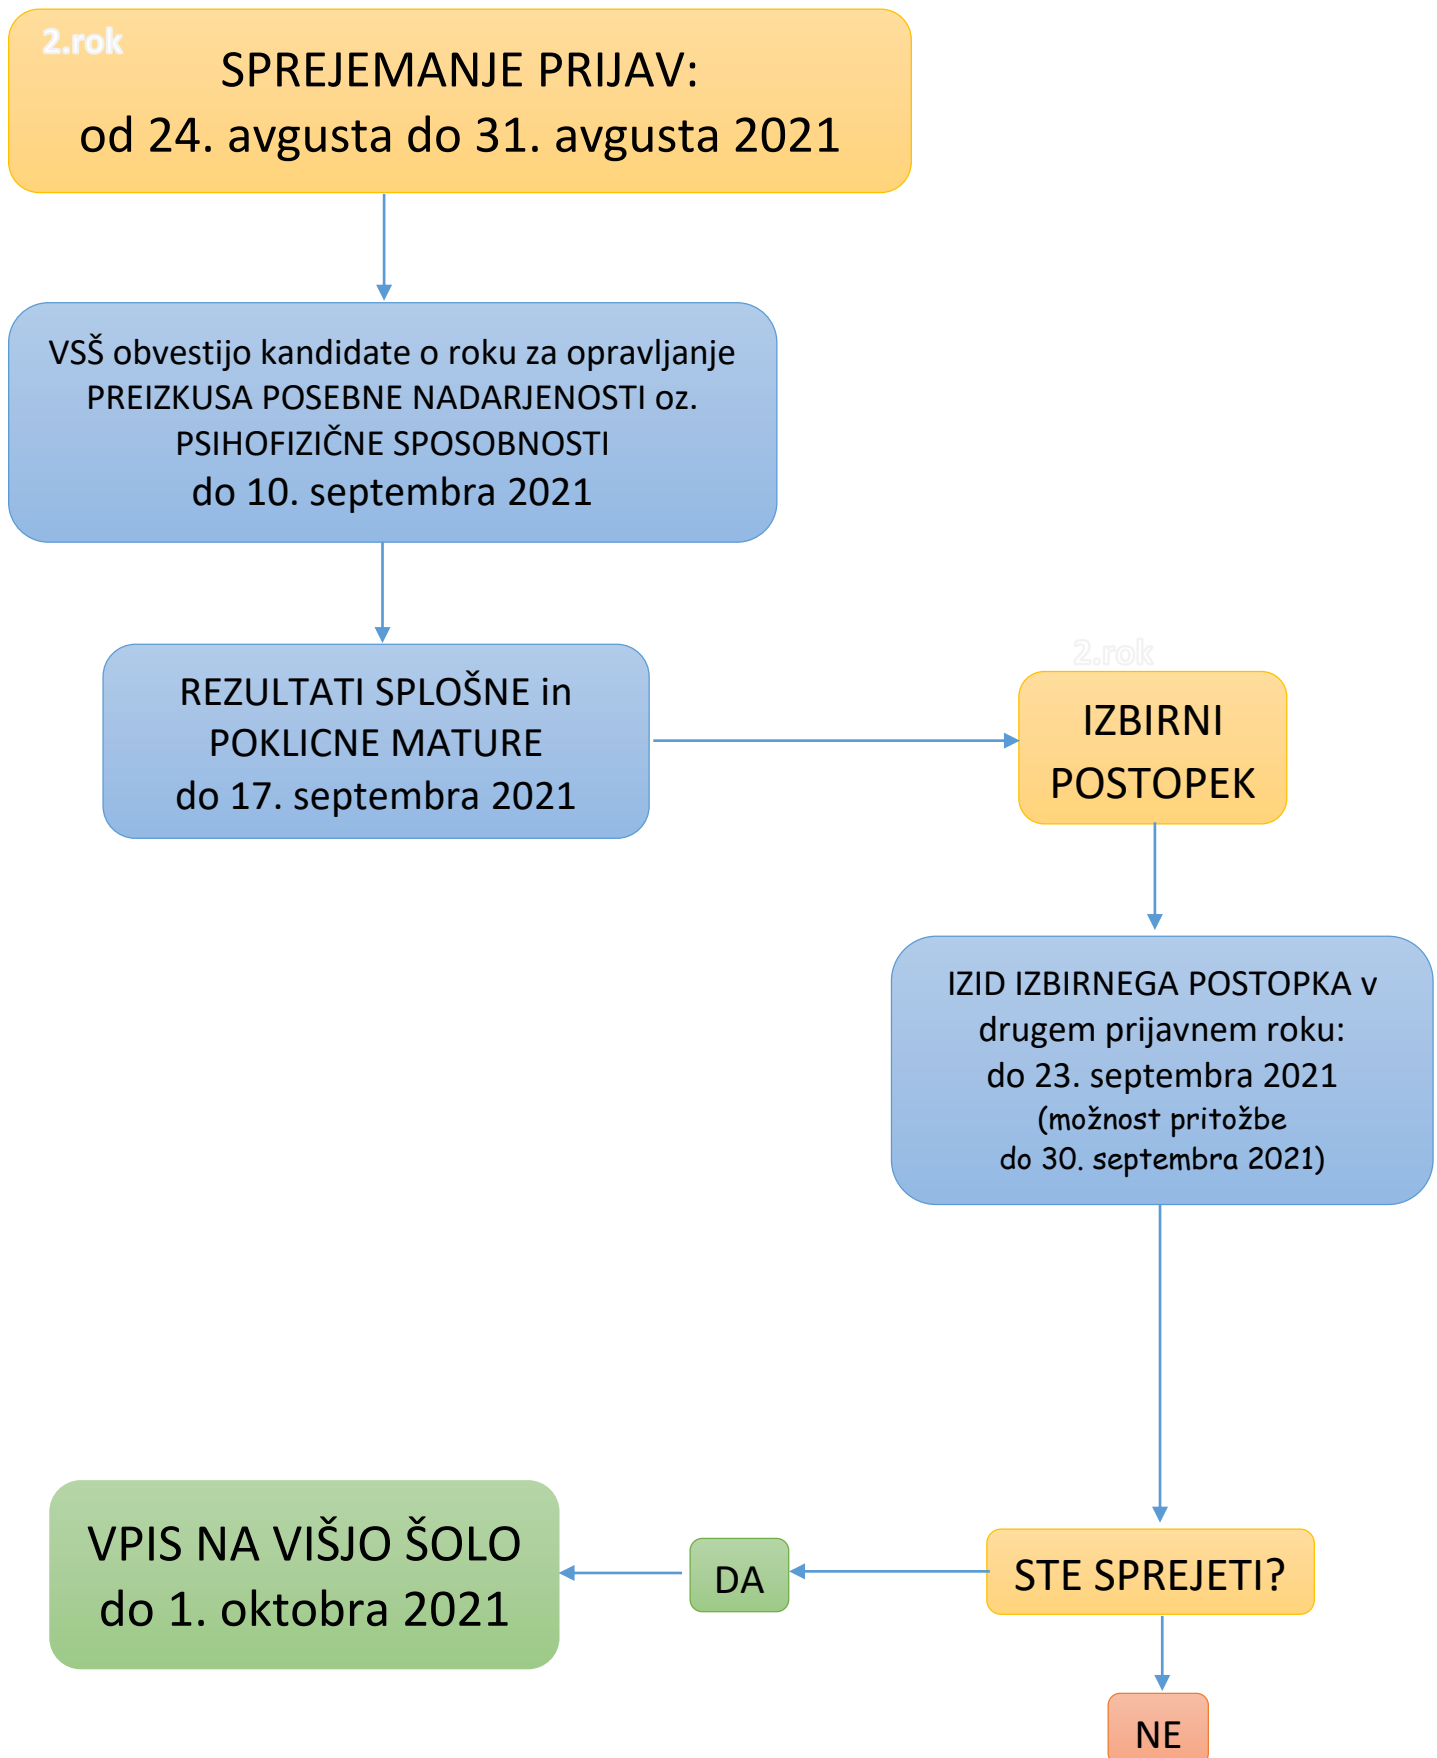 2.rok
SPREJEMANJE PRIJAV:
od 24. avgusta do 31. avgusta 2021
VSŠ obvestijo kandidate o roku za opravljanje
PREIZKUSA POSEBNE NADARJENOSTI oz.
PSIHOFIZIČNE SPOSOBNOSTI
do 10. septembra 2021
REZULTATI SPLOŠNE in
POKLICNE MATURE
do 17. septembra 2021
2.rok
IZBIRNI
POSTOPEK
IZID IZBIRNEGA POSTOPKA v
drugem prijavnem roku:
do 23. septembra 2021
(možnost pritožbe
do 30. septembra 2021)
STE SPREJETI?
DA
VPIS NA VIŠJO ŠOLO
do 1. oktobra 2021
NE